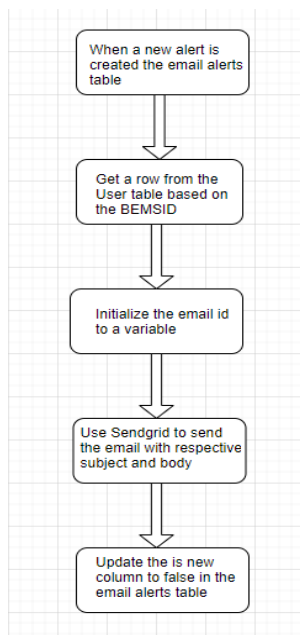 When a new alert is
created the email alerts
table
Get a row from the
User table based on
the BEMSID
Initialize the email id
to a variable
Use Sendgrid to send
the email with respective
subject and body
Update the is new
column to false in the
email alerts table